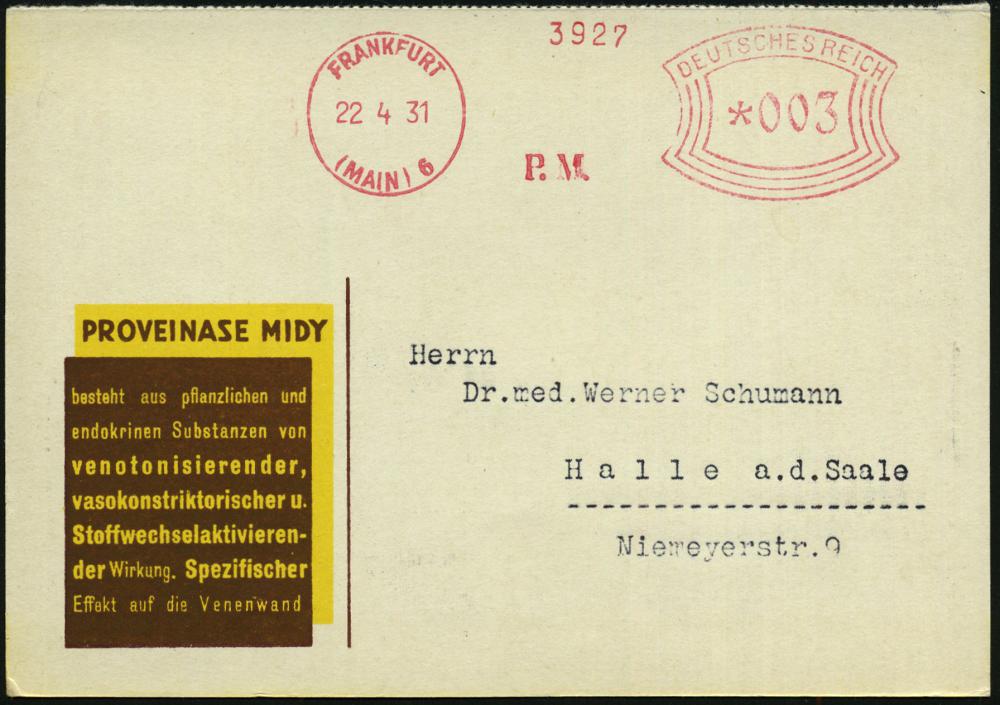 3927
FRANKFURT
22 4 31
(MAIN) 6
P. M.
DEUTSCHES REICH
*003
PROVEINASE MIDY
besteht aus pflanzlichen und
endokrinen Substanzen von
venotonisierender,
vasokonstriktorischer u.
Stoffwechselaktivieren-
der Wirkung. Spezifischer
Effekt auf die Venenwand
Herrn
Dr.med.Werner Schumann
Halle a.d.Saale
Niemeyerstr.9